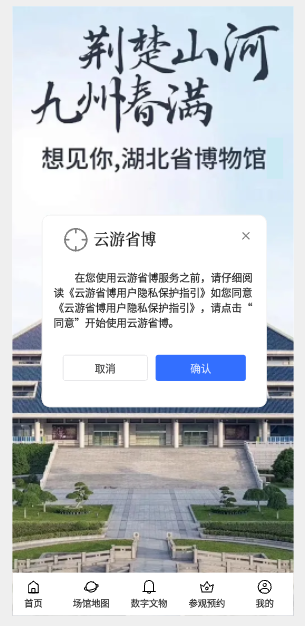 荆楚山河
九州春满
想见你,湖北省博物馆
云游省博
在您使用云游省博服务之前，请仔细阅
读《云游省博用户隐私保护指引》如您同意
《云游省博用户隐私保护指引》，请点击“
同意”开始使用云游省博。
取消
确认
首页
场馆地图
数字文物
参观预约
我的